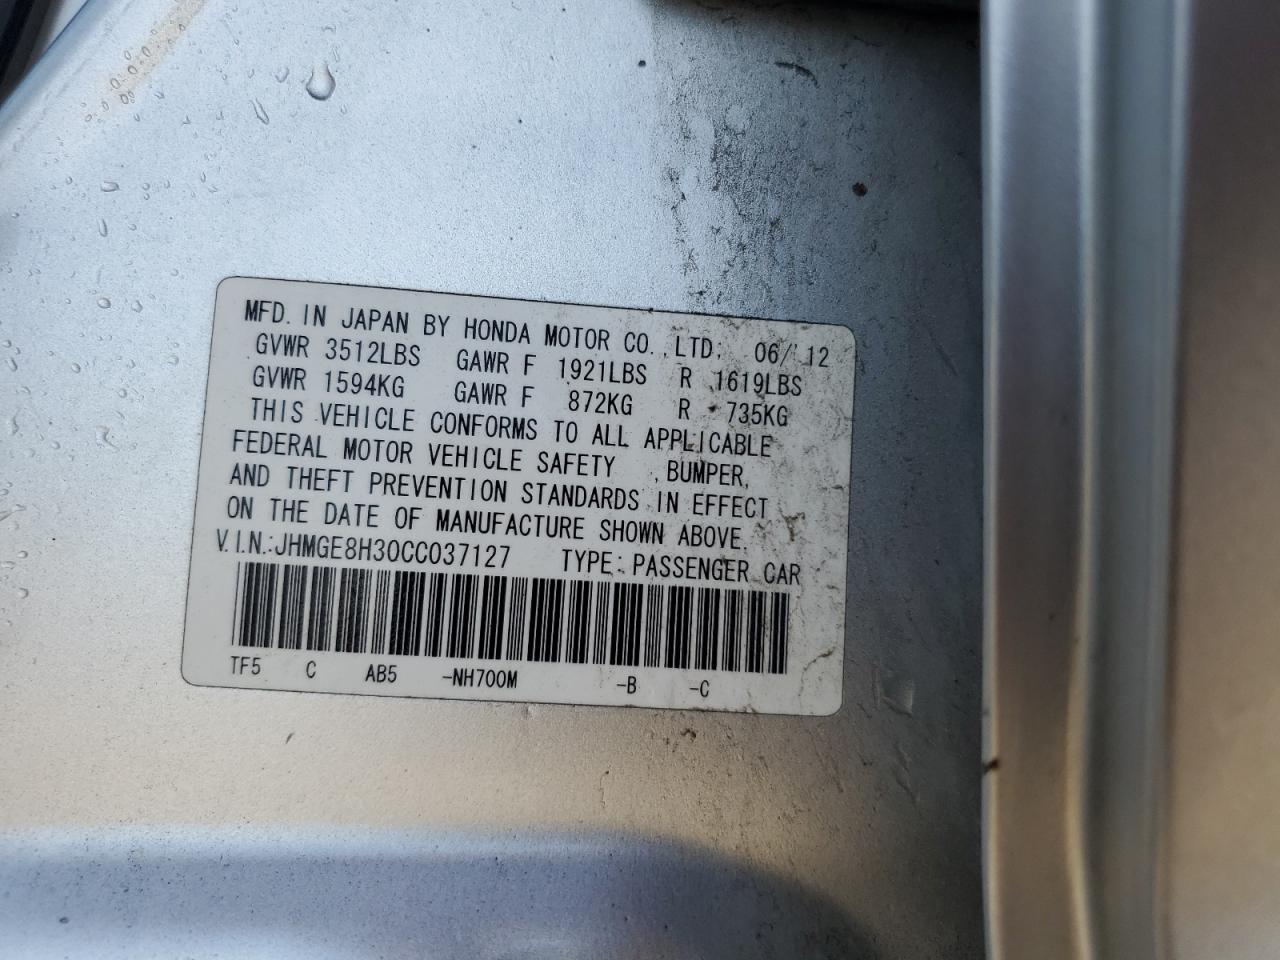 MFD. IN JAPAN BY HONDA MOTOR CO., LTD. 06/'12
GVWR 3512LBS GAWR F 1921LBS R 1619LBS
GVWR 1594KG GAWR F 872KG R 735KG
THIS VEHICLE CONFORMS TO ALL APPLICABLE
FEDERAL MOTOR VEHICLE SAFETY , BUMPER,
AND THEFT PREVENTION STANDARDS IN EFFECT
ON THE DATE OF MANUFACTURE SHOWN ABOVE.
V.I.N.:JHMGE8H30CC037127 TYPE: PASSENGER CAR
TF5 C AB5 -NH700M -B -C